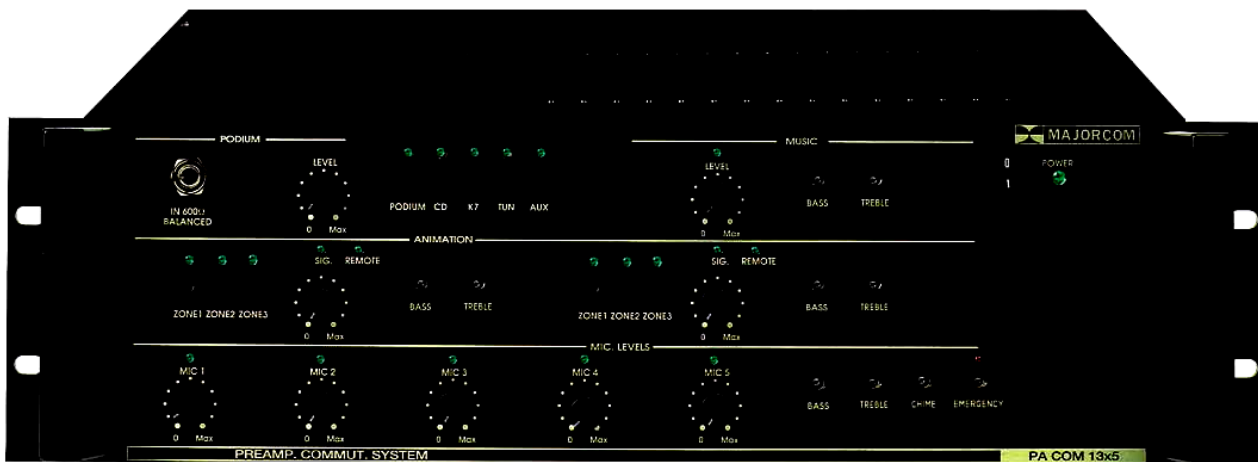 PODIUM
MUSIC
MAJORCOM
LEVEL
LEVEL
0
POWER
1
PODIUM CD K7 TUN AUX
BASS TREBLE
IN 600Ω
BALANCED
0 Max
0 Max
ANIMATION
SIG. REMOTE
SIG. REMOTE
BASS TREBLE
BASS TREBLE
ZONE1 ZONE2 ZONE3
ZONE1 ZONE2 ZONE3
0 Max
0 Max
MIC. LEVELS
MIC 1 MIC 2 MIC 3 MIC 4 MIC 5
BASS TREBLE CHIME EMERGENCY
0 Max 0 Max 0 Max 0 Max 0 Max
PREAMP. COMMUT. SYSTEM
PA COM 13x5